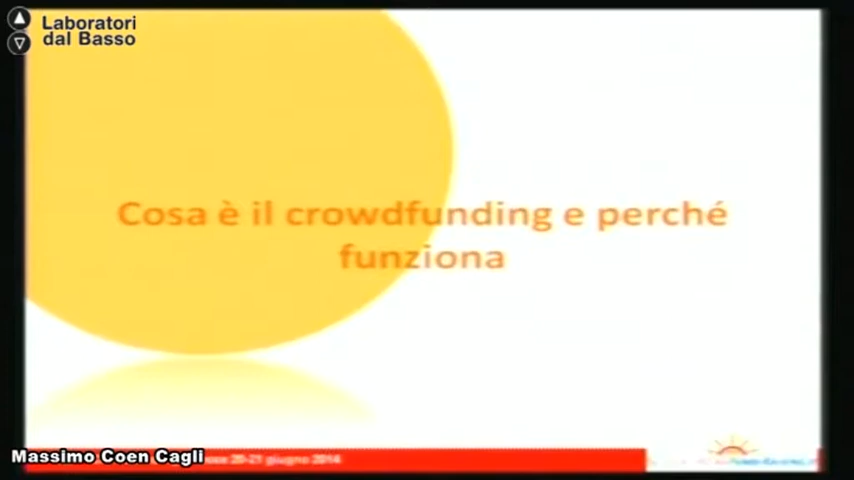 Laboratori
dal Basso
Cosa è il crowdfunding e perché
funziona
Massimo Coen Cagli
20-21 giugno 2014